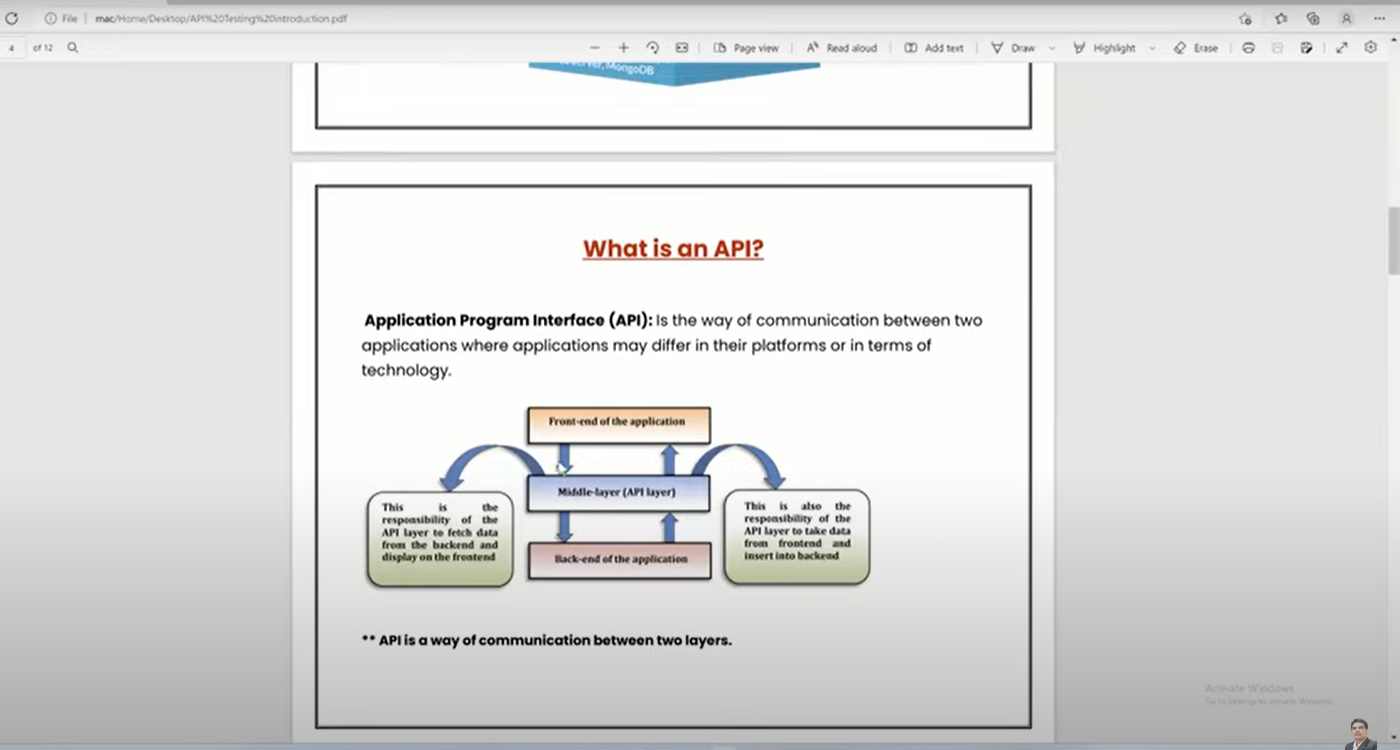 File
mac/Home/Desktop/API%20Testing%20introduction.pdf
4 of 12
Page view
Read aloud
Add text
Draw
Highlight
Erase
MongoDB
What is an API?
Application Program Interface (API): Is the way of communication between two
applications where applications may differ in their platforms or in terms of
technology.
Front-end of the application
Middle-layer (API layer)
Back-end of the application
This is the
responsibility of the
API layer to fetch data
from the backend and
display on the frontend
This is also the
responsibility of the
API layer to take data
from frontend and
insert into backend
** API is a way of communication between two layers.
Activate Windows
Go to Settings to activate Windows.